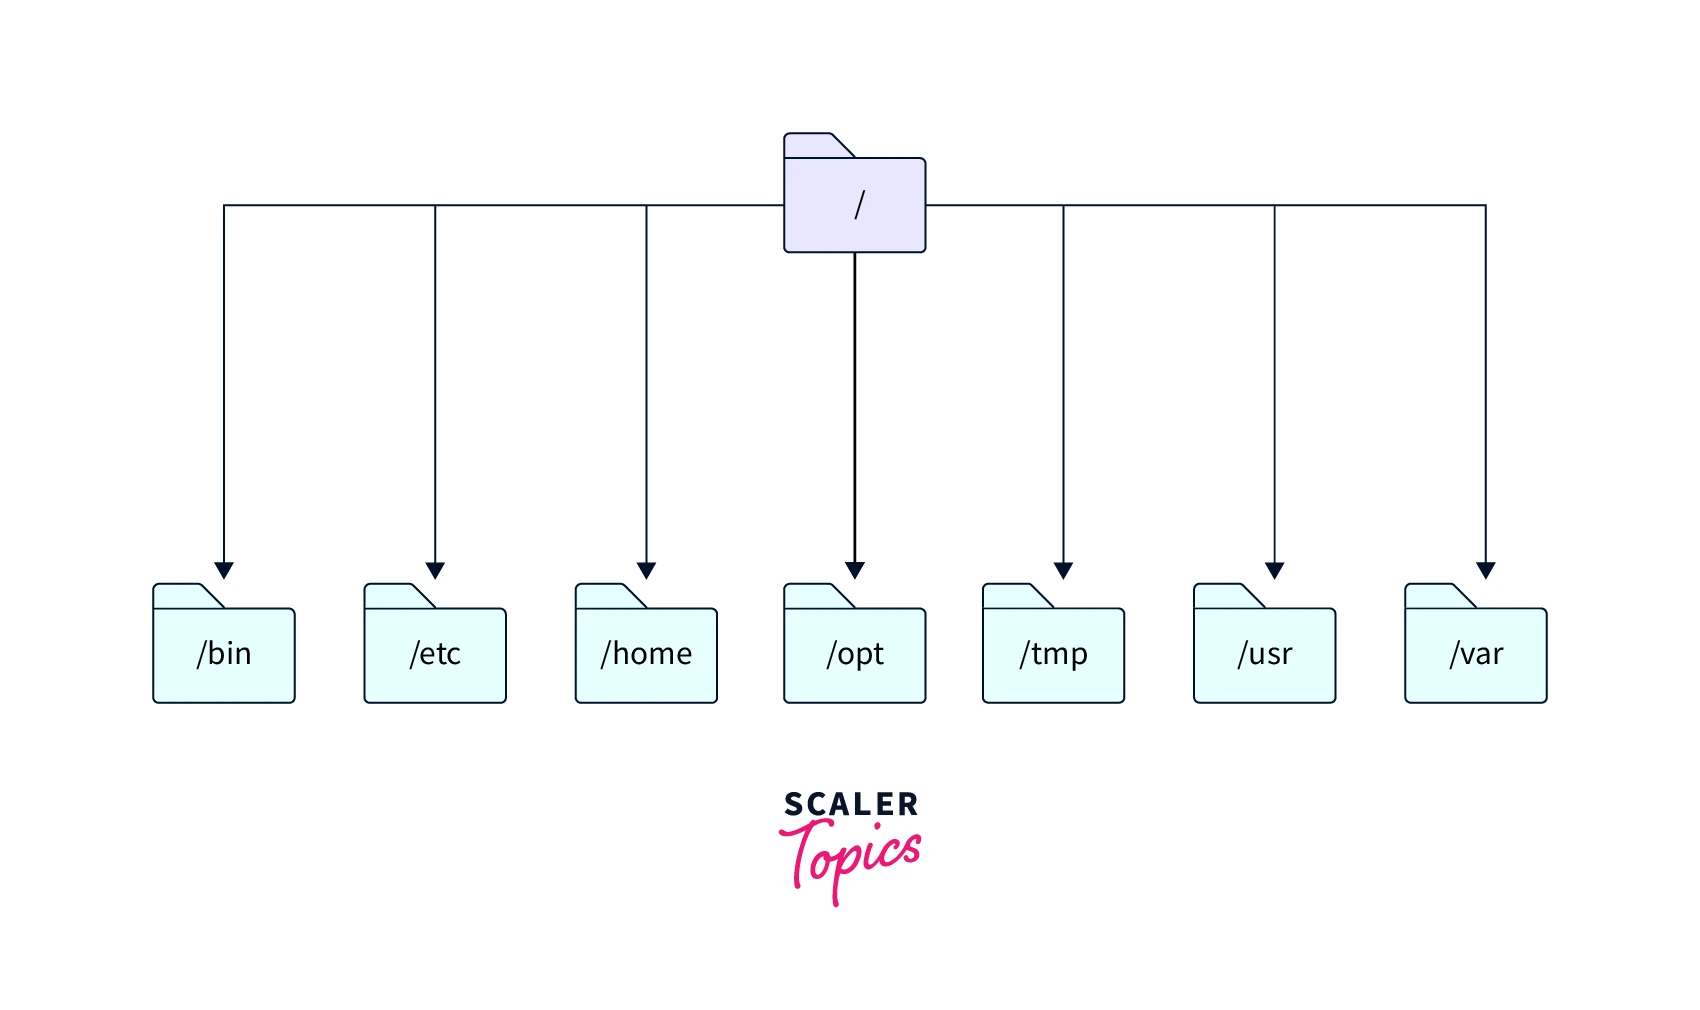 /
/bin
/etc
/home
/opt
/tmp
/usr
/var
SCALER
Topics